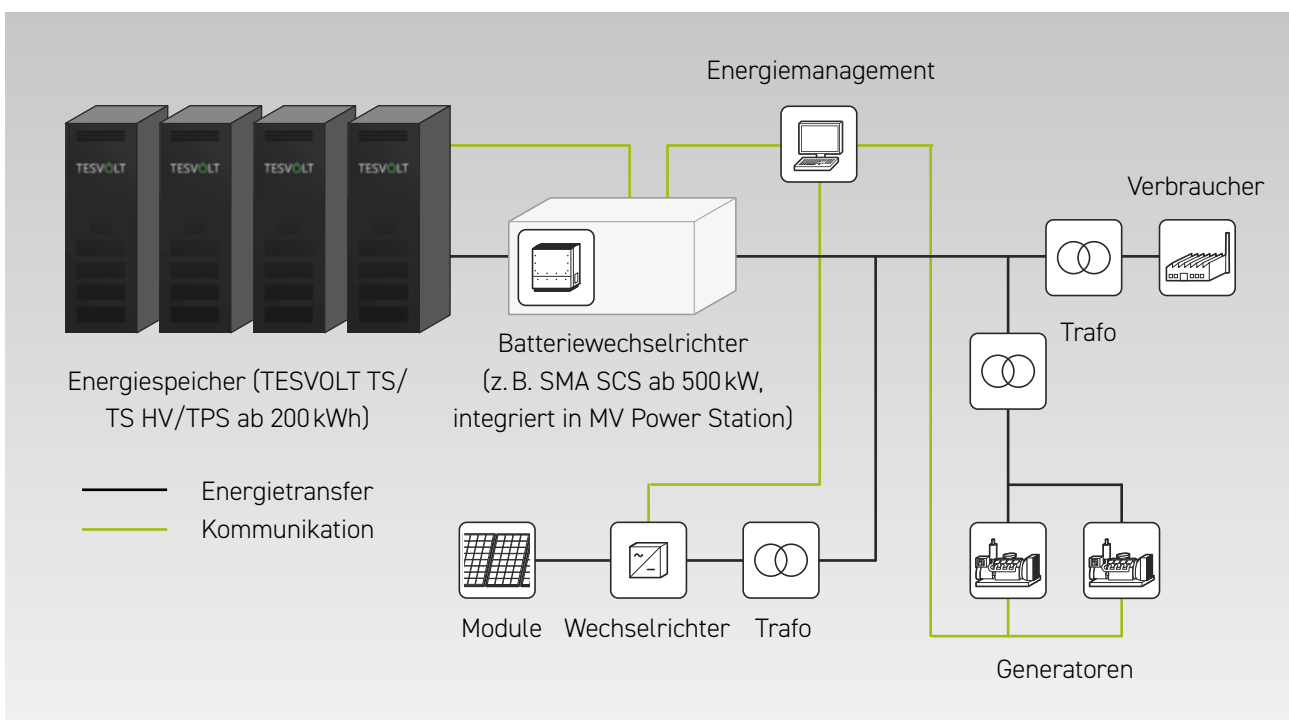 Energiemanagement
TESVOLT
TESVOLT
TESVOLT
TESVOLT
Verbraucher
Trafo
Batteriewechselrichter
(z. B. SMA SCS ab 500 kW,
integriert in MV Power Station)
Energiespeicher (TESVOLT TS/
TS HV/TPS ab 200 kWh)
Energietransfer
Kommunikation
Module
Wechselrichter
Trafo
Generatoren